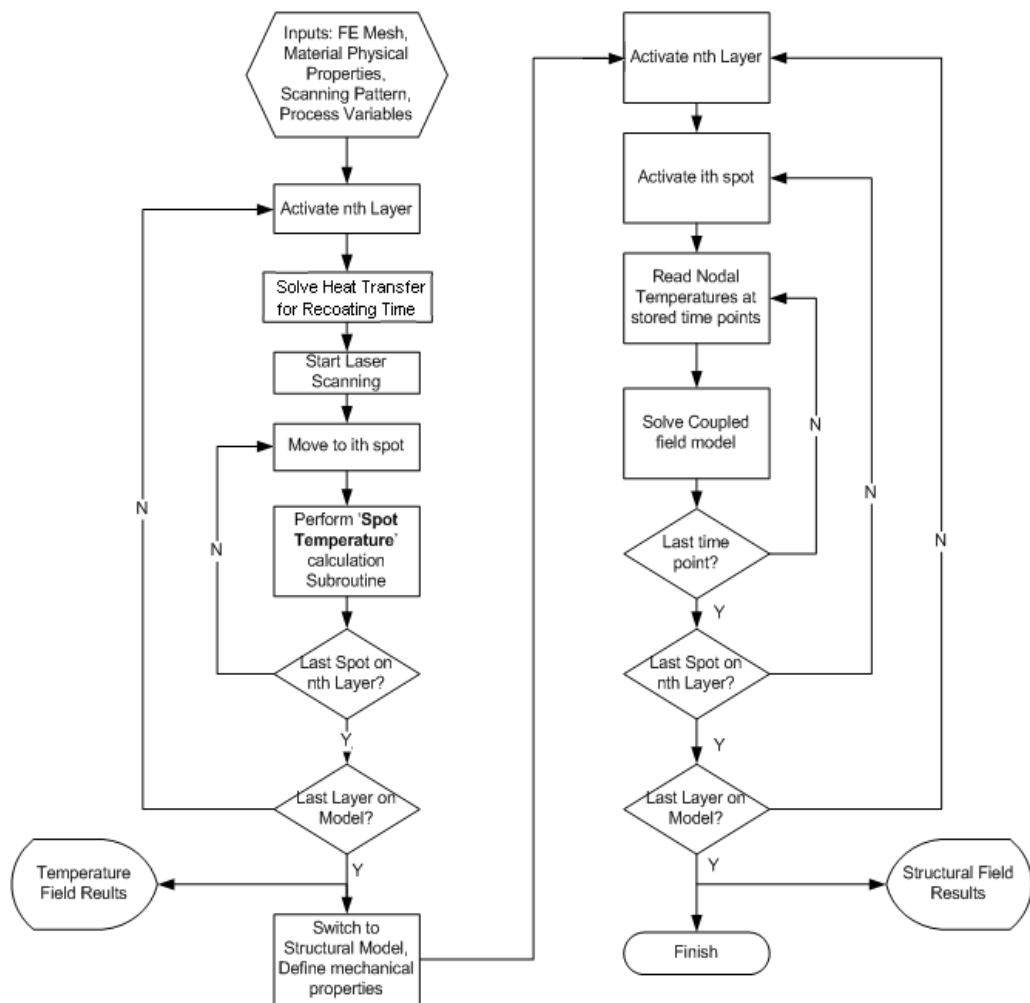 Inputs: FE Mesh,
Material Physical
Properties,
Scanning Pattern,
Process Variables
Activate nth Layer
Solve Heat Transfer
for Recoating Time
Start Laser
Scanning
Move to ith spot
Perform 'Spot
Temperature'
calculation
Subroutine
N
N
Last Spot on
nth Layer?
Y
Last Layer on
Model?
Y
Temperature
Field Reults
Switch to
Structural Model,
Define mechanical
properties
Activate nth Layer
Activate ith spot
Read Nodal
Temperatures at
stored time points
Solve Coupled
field model
N
N
N
Last time
point?
Y
Last Spot on
nth Layer?
Y
Last Layer on
Model?
Y
Structural Field
Results
Finish